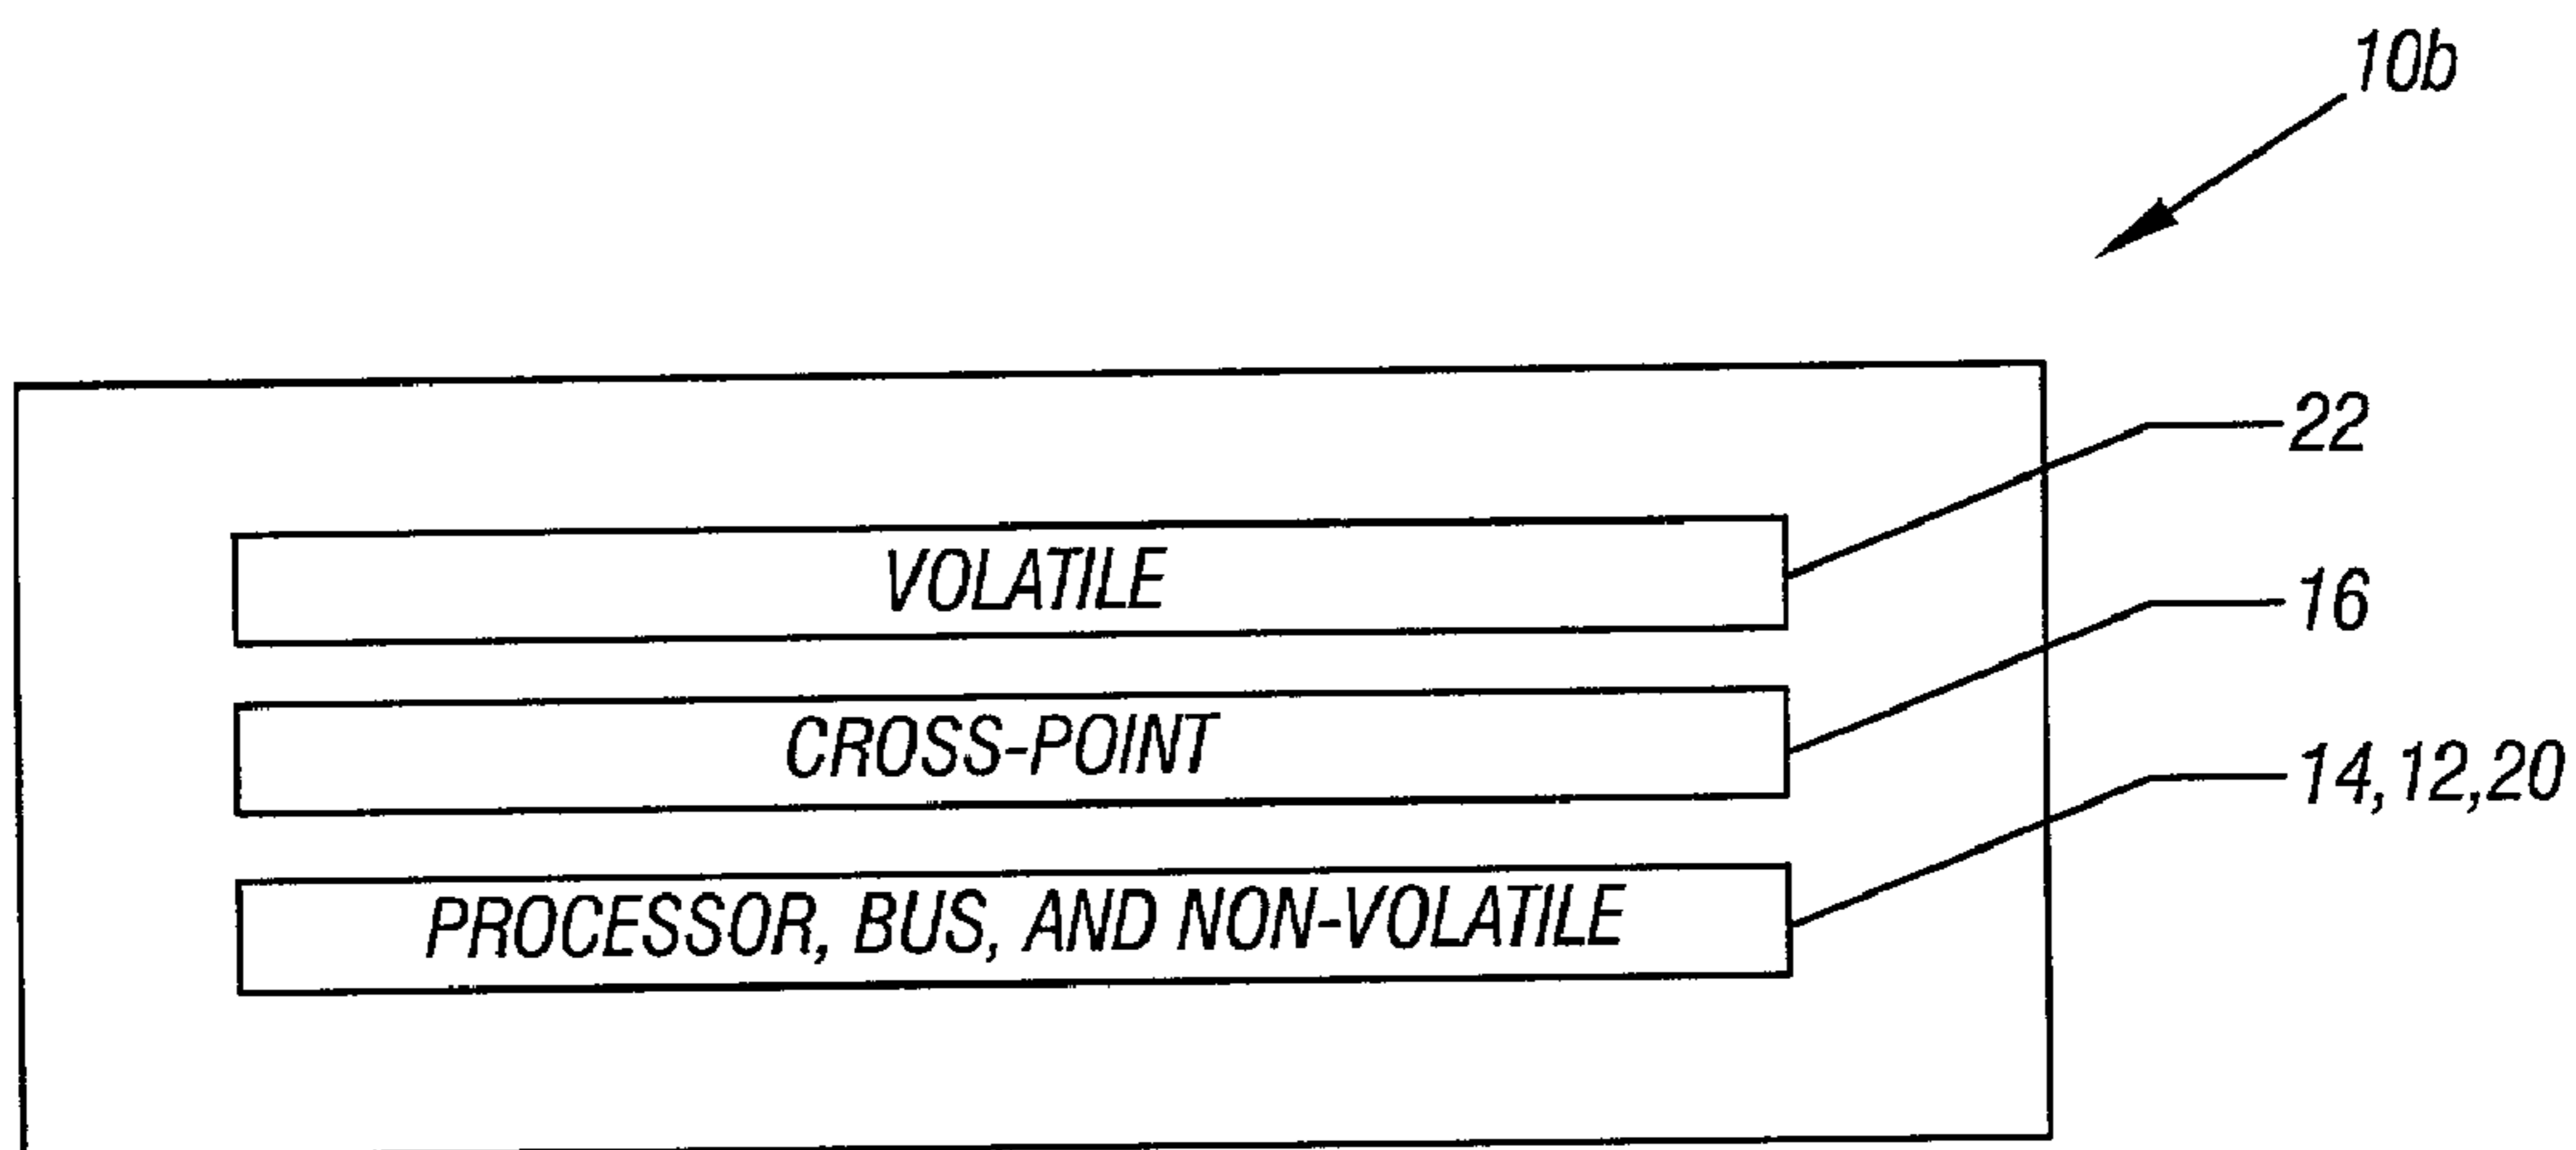 10b
22
VOLATILE
16
CROSS-POINT
14,12,20
PROCESSOR, BUS, AND NON-VOLATILE